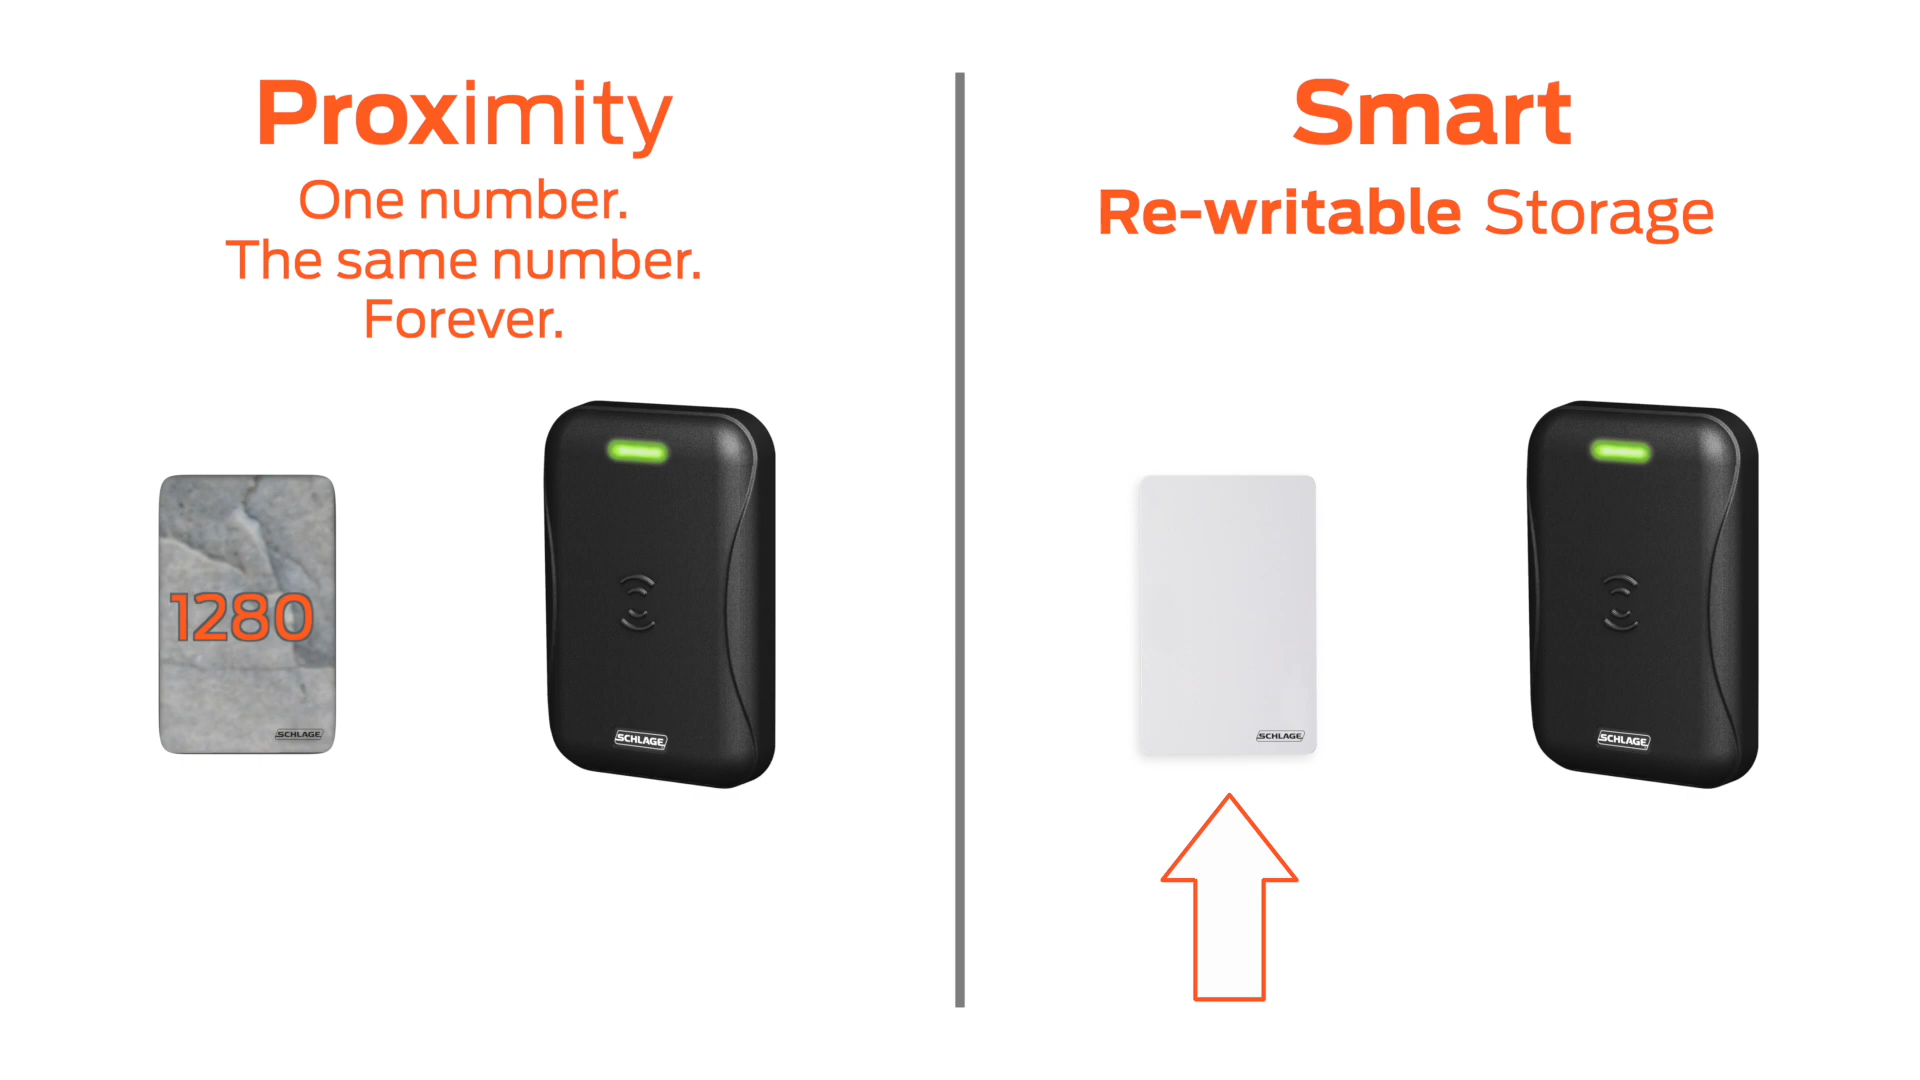 Proximity
One number.
The same number.
Forever.
1280
SCHLAGE
SCHLAGE
Smart
Re-writable Storage
SCHLAGE
SCHLAGE